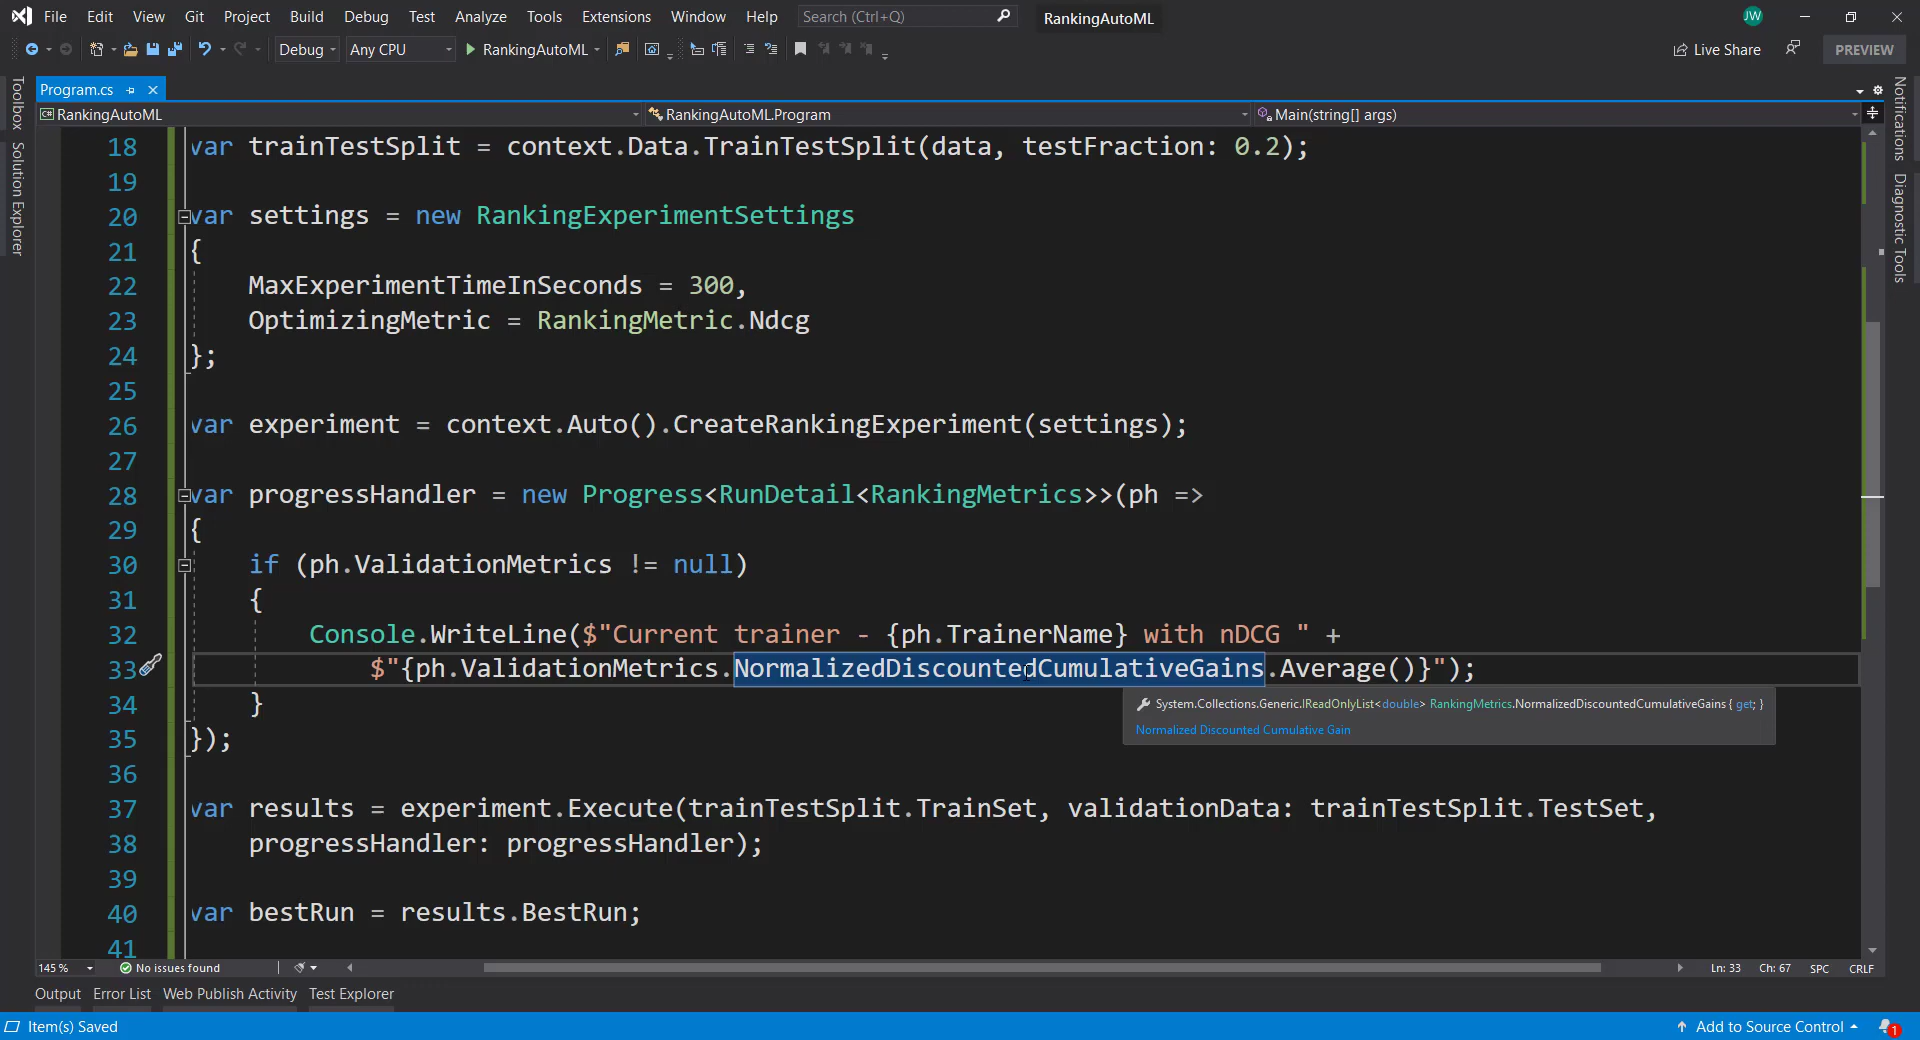 File Edit View Git Project Build Debug Test Analyze Tools Extensions Window Help Search (Ctrl+Q) RankingAutoML JW
Debug Any CPU RankingAutoML Live Share PREVIEW
Toolbox
Solution Explorer
Program.cs
RankingAutoML RankingAutoML.Program Main(string[] args)
18 var trainTestSplit = context.Data.TrainTestSplit(data, testFraction: 0.2);
19
20 var settings = new RankingExperimentSettings
21 {
22 MaxExperimentTimeInSeconds = 300,
23 OptimizingMetric = RankingMetric.Ndcg
24 };
25
26 var experiment = context.Auto().CreateRankingExperiment(settings);
27
28 var progressHandler = new Progress<RunDetail<RankingMetrics>>(ph =>
29 {
30 if (ph.ValidationMetrics != null)
31 {
32 Console.WriteLine($"Current trainer - {ph.TrainerName} with nDCG " +
33 $"{ph.ValidationMetrics.NormalizedDiscountedCumulativeGains.Average()}");
34 }
System.Collections.Generic.IReadOnlyList<double> RankingMetrics.NormalizedDiscountedCumulativeGains { get; }
Normalized Discounted Cumulative Gain
35 });
36
37 var results = experiment.Execute(trainTestSplit.TrainSet, validationData: trainTestSplit.TestSet,
38 progressHandler: progressHandler);
39
40 var bestRun = results.BestRun;
41
Notifications
Diagnostic Tools
145 % No issues found Ln: 33 Ch: 67 SPC CRLF
Output Error List Web Publish Activity Test Explorer
Item(s) Saved Add to Source Control 1